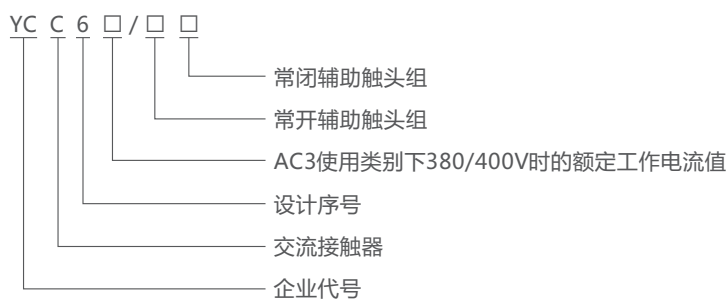 YC C 6 □ / □ □
常闭辅助触头组
常开辅助触头组
AC3使用类别下380/400V时的额定工作电流值
设计序号
交流接触器
企业代号